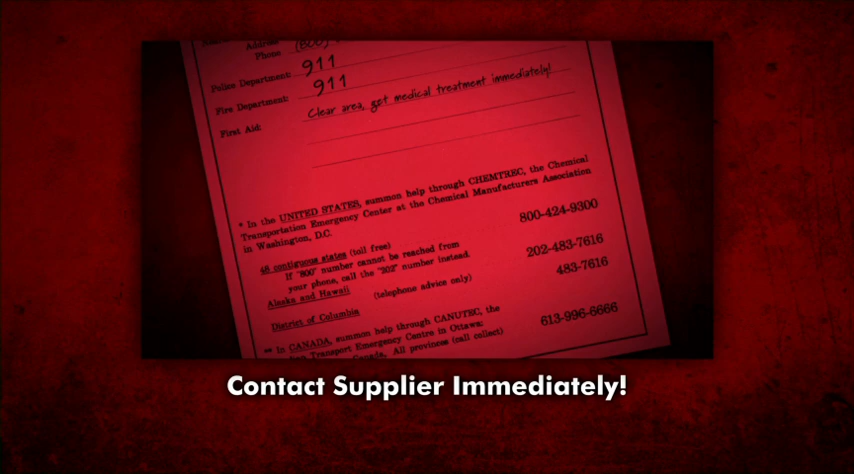 Address
Phone (800)
Police Department: 911
Fire Department: 911
First Aid: Clear area, get medical treatment immediately!
* In the UNITED STATES, summon help through CHEMTREC, the Chemical
Transportation Emergency Center at the Chemical Manufacturers Association
in Washington, D.C.
48 contiguous states (toll free) 800-424-9300
If "800" number cannot be reached from
your phone, call the "202" number instead. 202-483-7616
Alaska and Hawaii (telephone advice only) 483-7616
District of Columbia
** In CANADA, summon help through CANUTEC, the
Transport Emergency Centre in Ottawa: 613-996-6666
Canada, All provinces (call collect)
Contact Supplier Immediately!